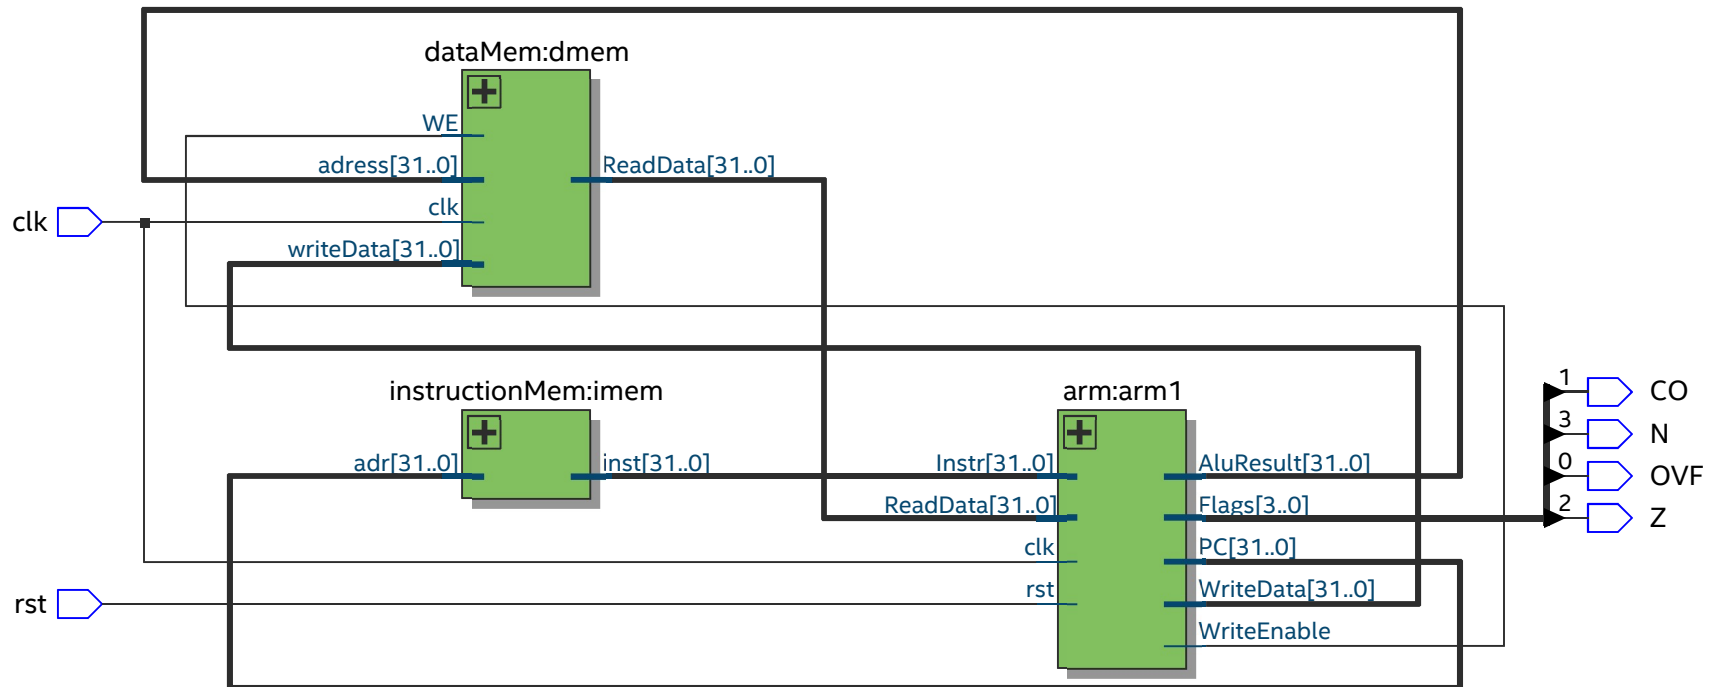 dataMem:dmem
WE
adress[31..0]
ReadData[31..0]
clk
clk
writeData[31..0]
instructionMem:imem
arm:arm1
1
CO
3
N
adr[31..0]
inst[31..0]
Instr[31..0]
AluResult[31..0]
0
OVF
ReadData[31..0]
Flags[3..0]
2
Z
clk
PC[31..0]
rst
rst
WriteData[31..0]
WriteEnable